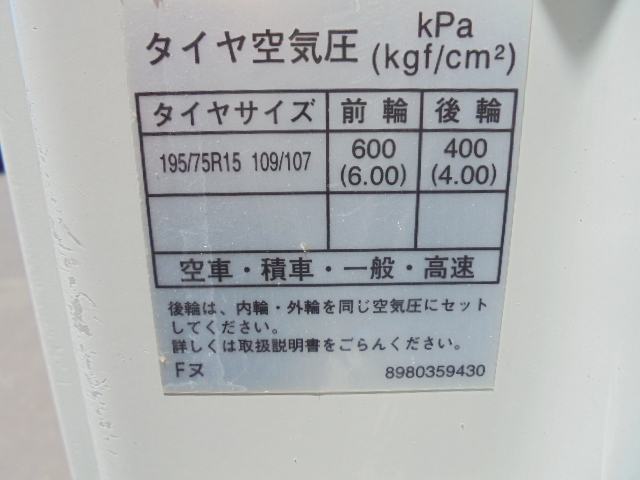 タイヤ空気圧 kPa (kgf/cm²)
タイヤサイズ 前輪 後輪
195/75R15 109/107 600 (6.00) 400 (4.00)
空車・積車・一般・高速
後輪は、内輪・外輪を同じ空気圧にセット
してください。
詳しくは取扱説明書をごらんください。
Fヌ 8980359430